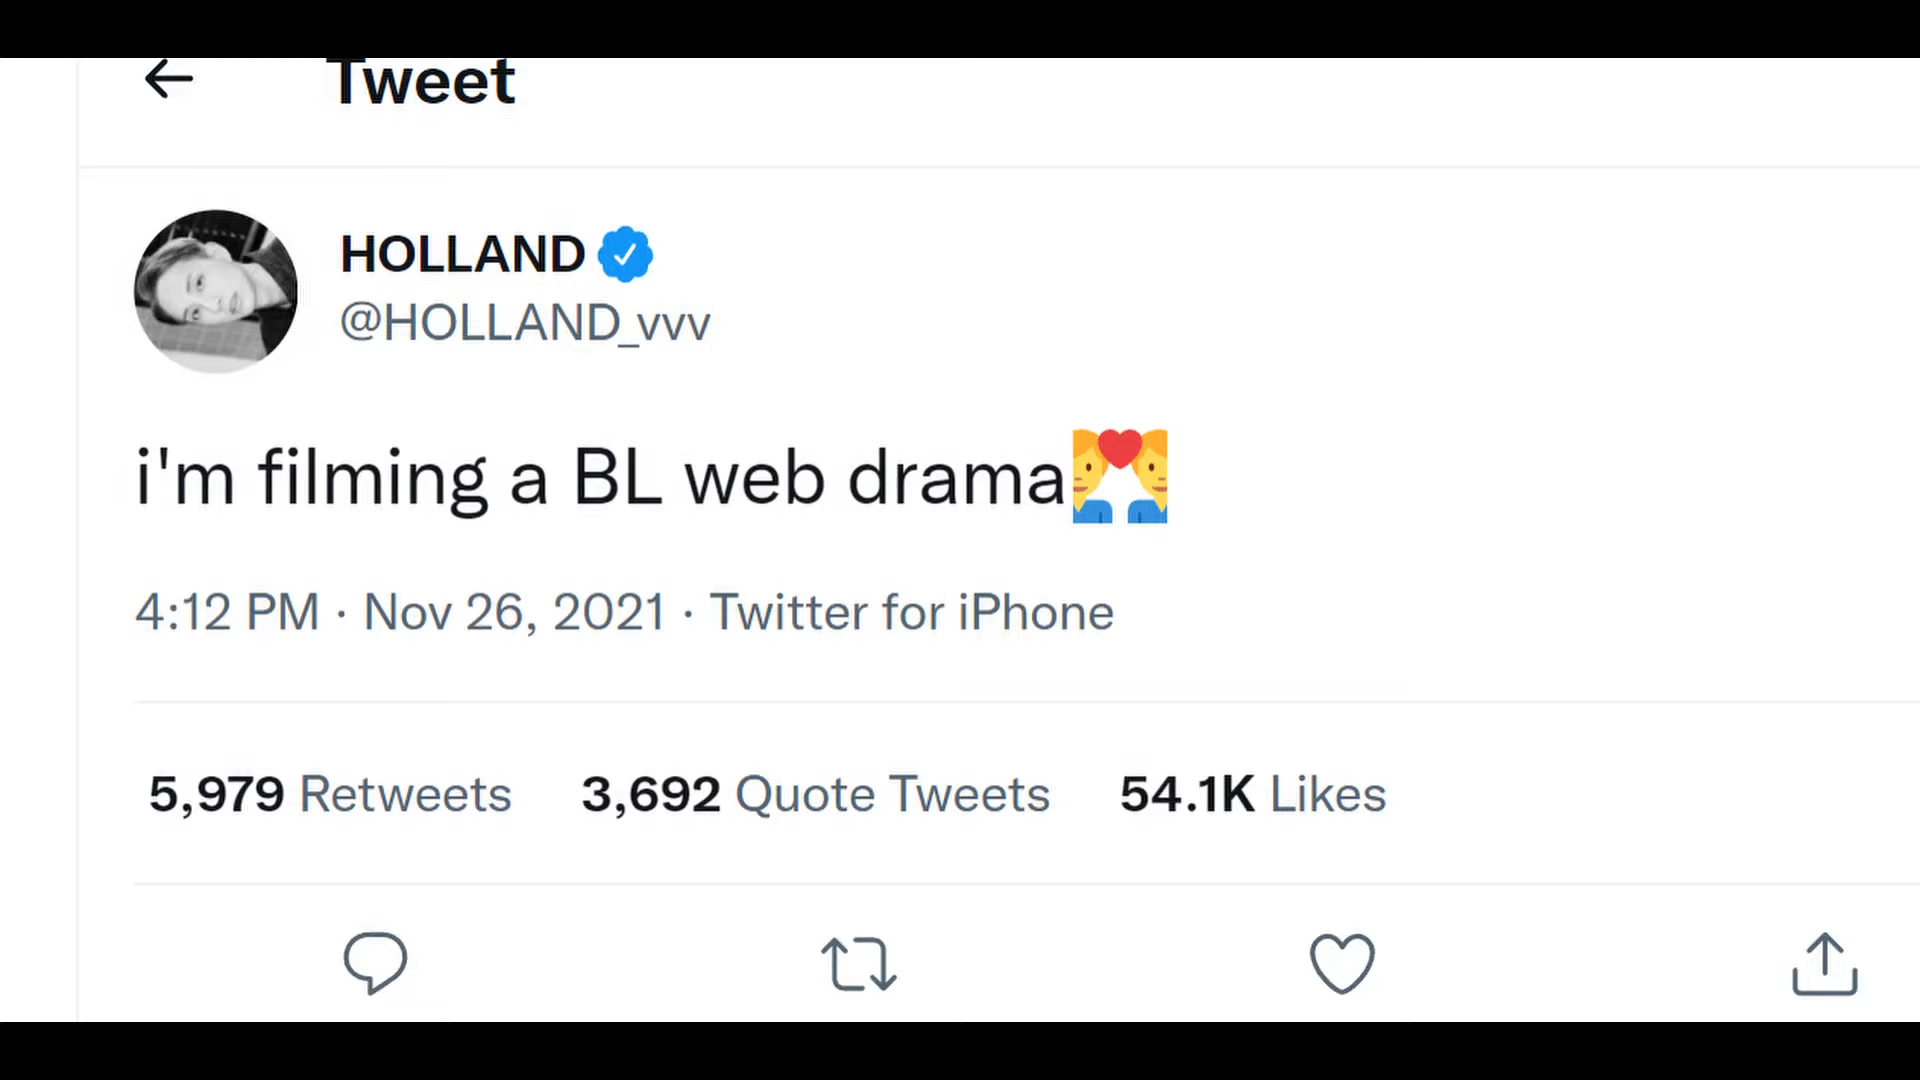 Tweet
HOLLAND
@HOLLAND_vvv
i'm filming a BL web drama
4:12 PM · Nov 26, 2021 · Twitter for iPhone
5,979 Retweets 3,692 Quote Tweets 54.1K Likes